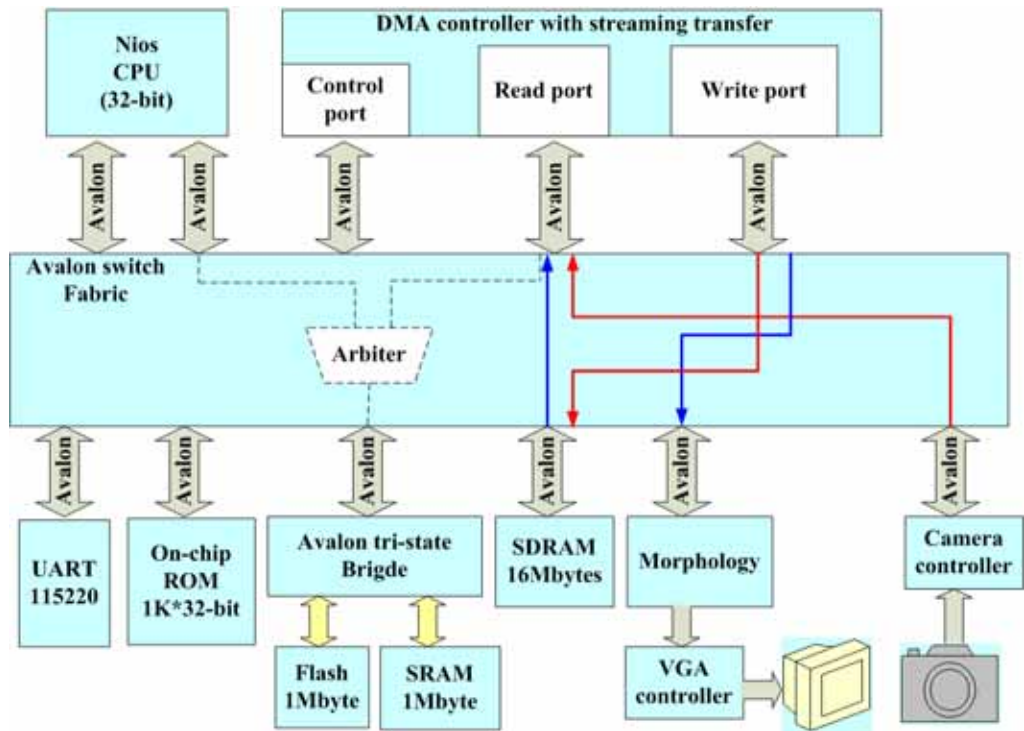 DMA controller with streaming transfer
Nios
CPU
(32-bit)
Control
port
Read port
Write port
Avalon
Avalon
Avalon
Avalon
Avalon
Avalon switch
Fabric
Arbiter
Avalon
Avalon
Avalon
Avalon
Avalon
Avalon
UART
115220
On-chip
ROM
1K*32-bit
Avalon tri-state
Brigde
SDRAM
16Mbytes
Morphology
Camera
controller
Flash
1Mbyte
SRAM
1Mbyte
VGA
controller